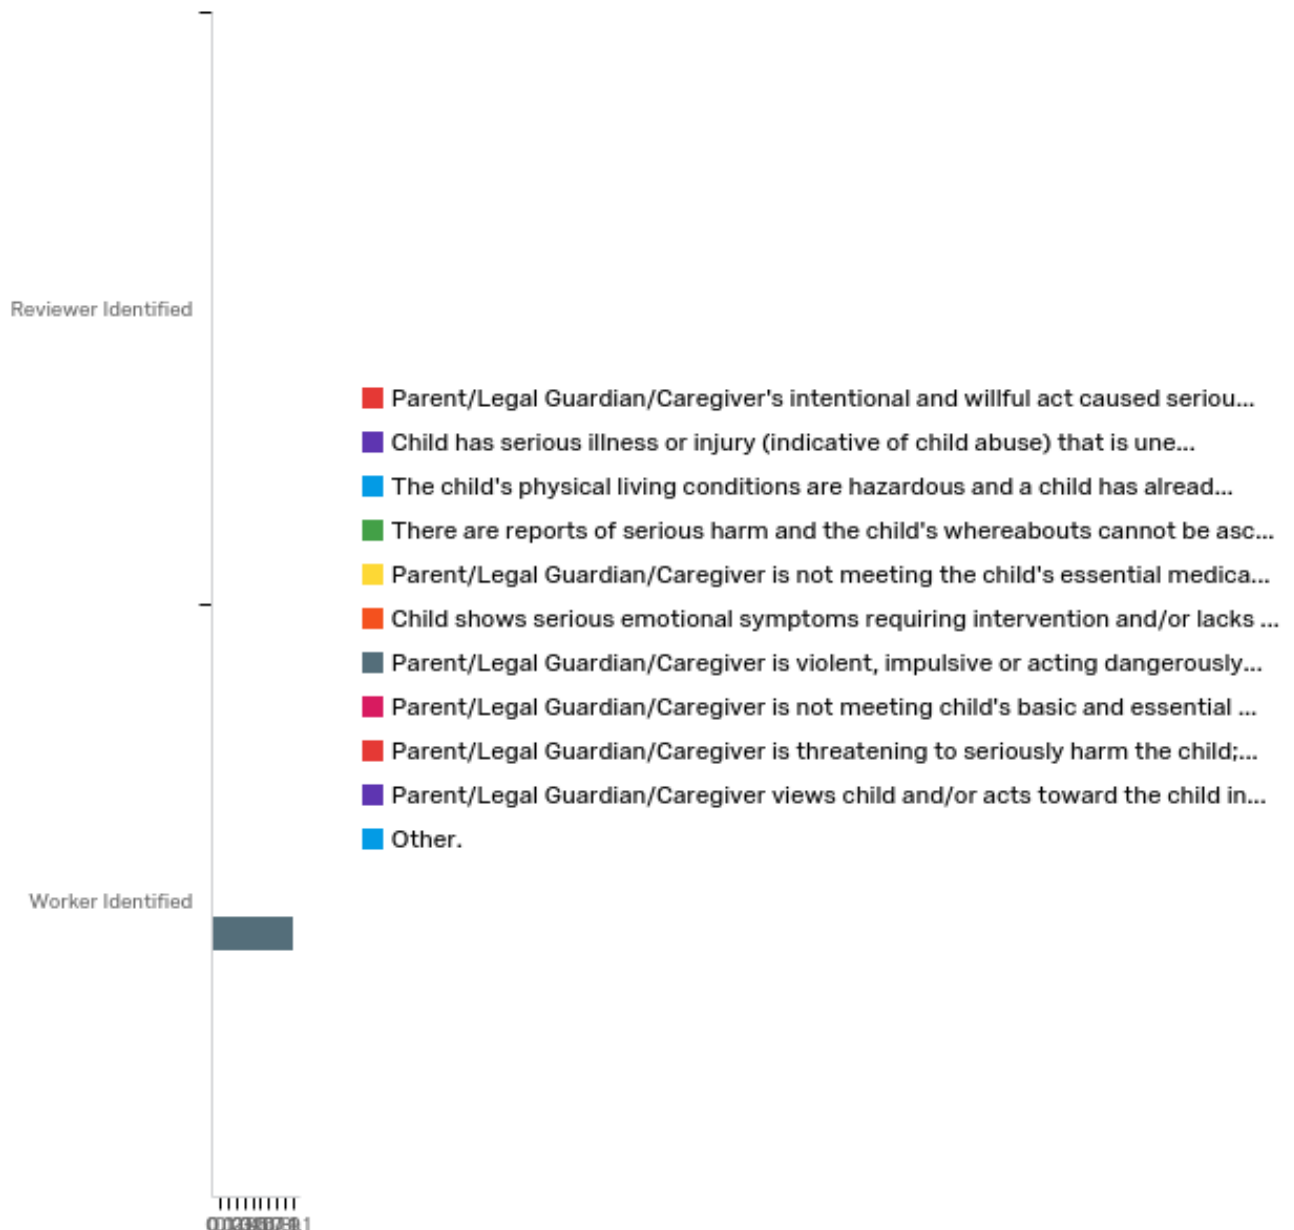 Reviewer Identified
Parent/Legal Guardian/Caregiver's intentional and willful act caused seriou...
Child has serious illness or injury (indicative of child abuse) that is une...
The child's physical living conditions are hazardous and a child has alread...
There are reports of serious harm and the child's whereabouts cannot be asc...
Parent/Legal Guardian/Caregiver is not meeting the child's essential medica...
Child shows serious emotional symptoms requiring intervention and/or lacks ...
Parent/Legal Guardian/Caregiver is violent, impulsive or acting dangerously...
Parent/Legal Guardian/Caregiver is not meeting child's basic and essential ...
Parent/Legal Guardian/Caregiver is threatening to seriously harm the child;...
Parent/Legal Guardian/Caregiver views child and/or acts toward the child in...
Other.
Worker Identified